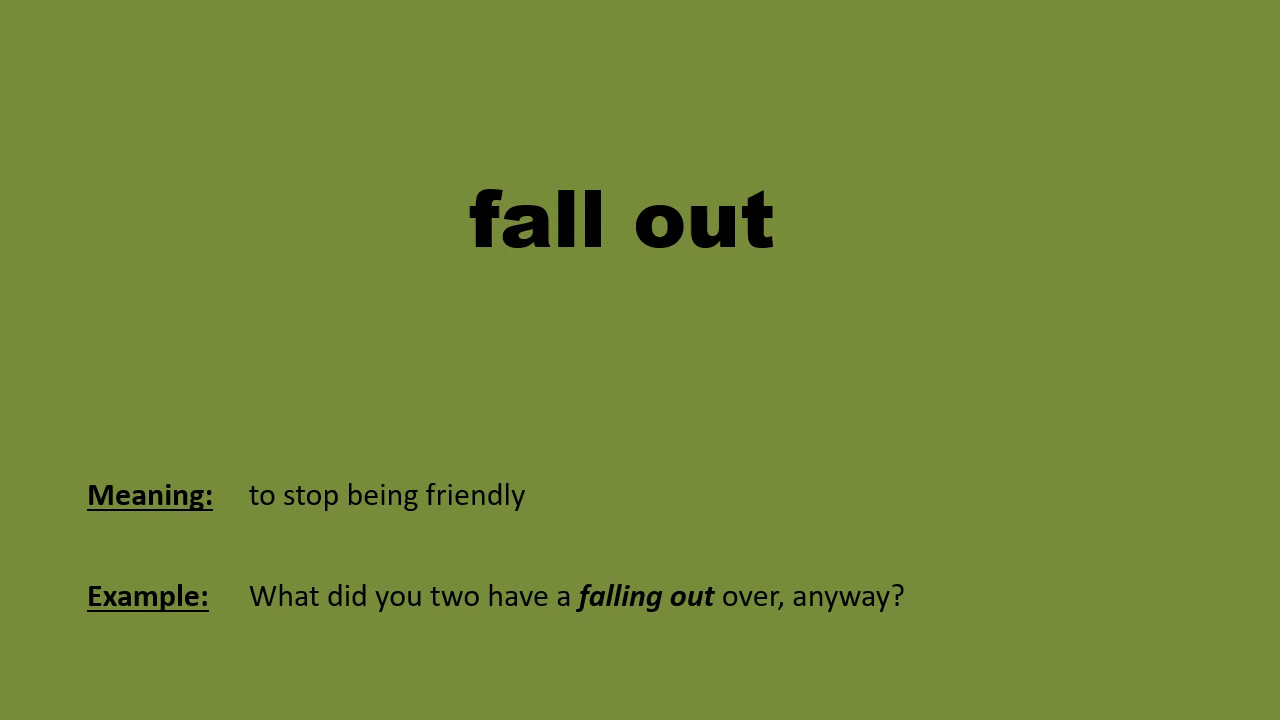 fall out
Meaning: to stop being friendly
Example: What did you two have a falling out over, anyway?